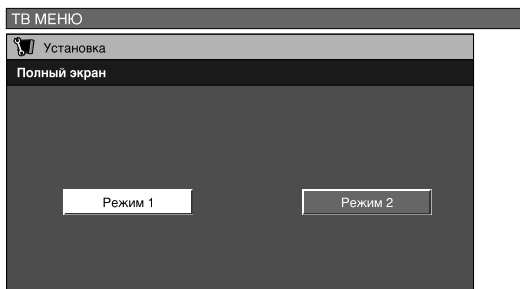 ТВ МЕНЮ
Установка
Полный экран
Режим 1
Режим 2